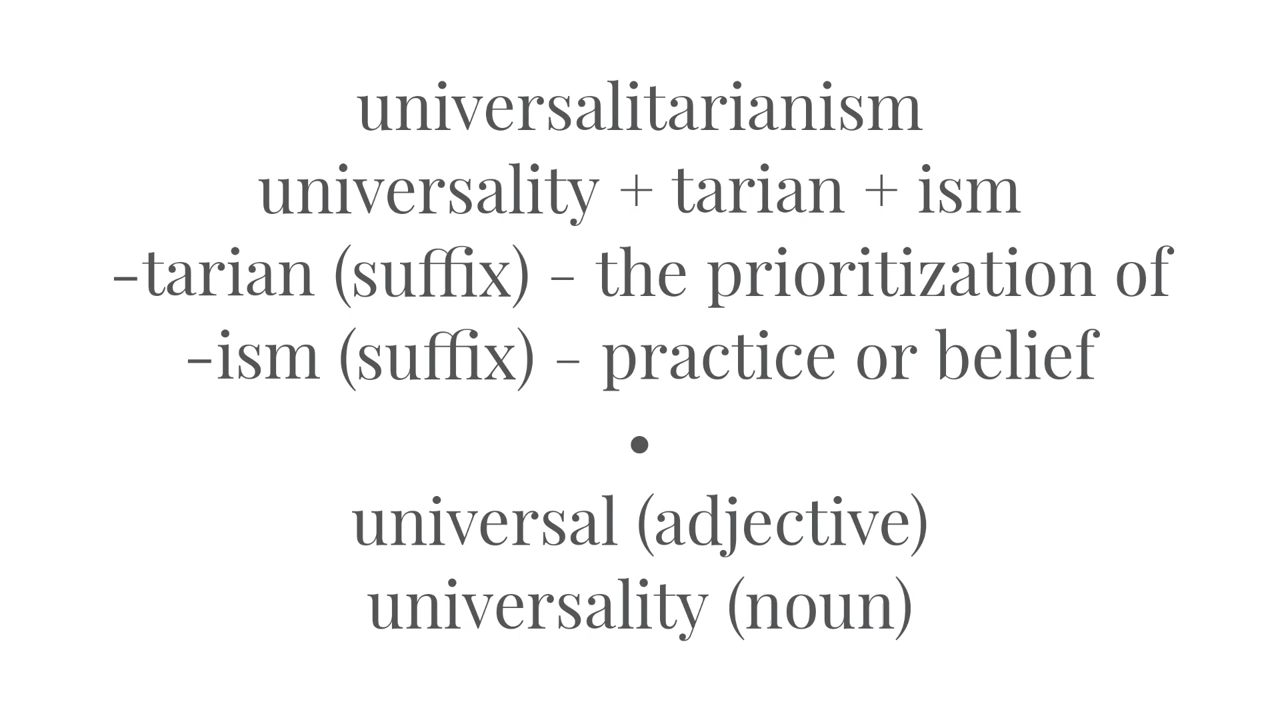 universalitarianism
universality + tarian + ism
-tarian (suffix) - the prioritization of
-ism (suffix) - practice or belief
•
universal (adjective)
universality (noun)